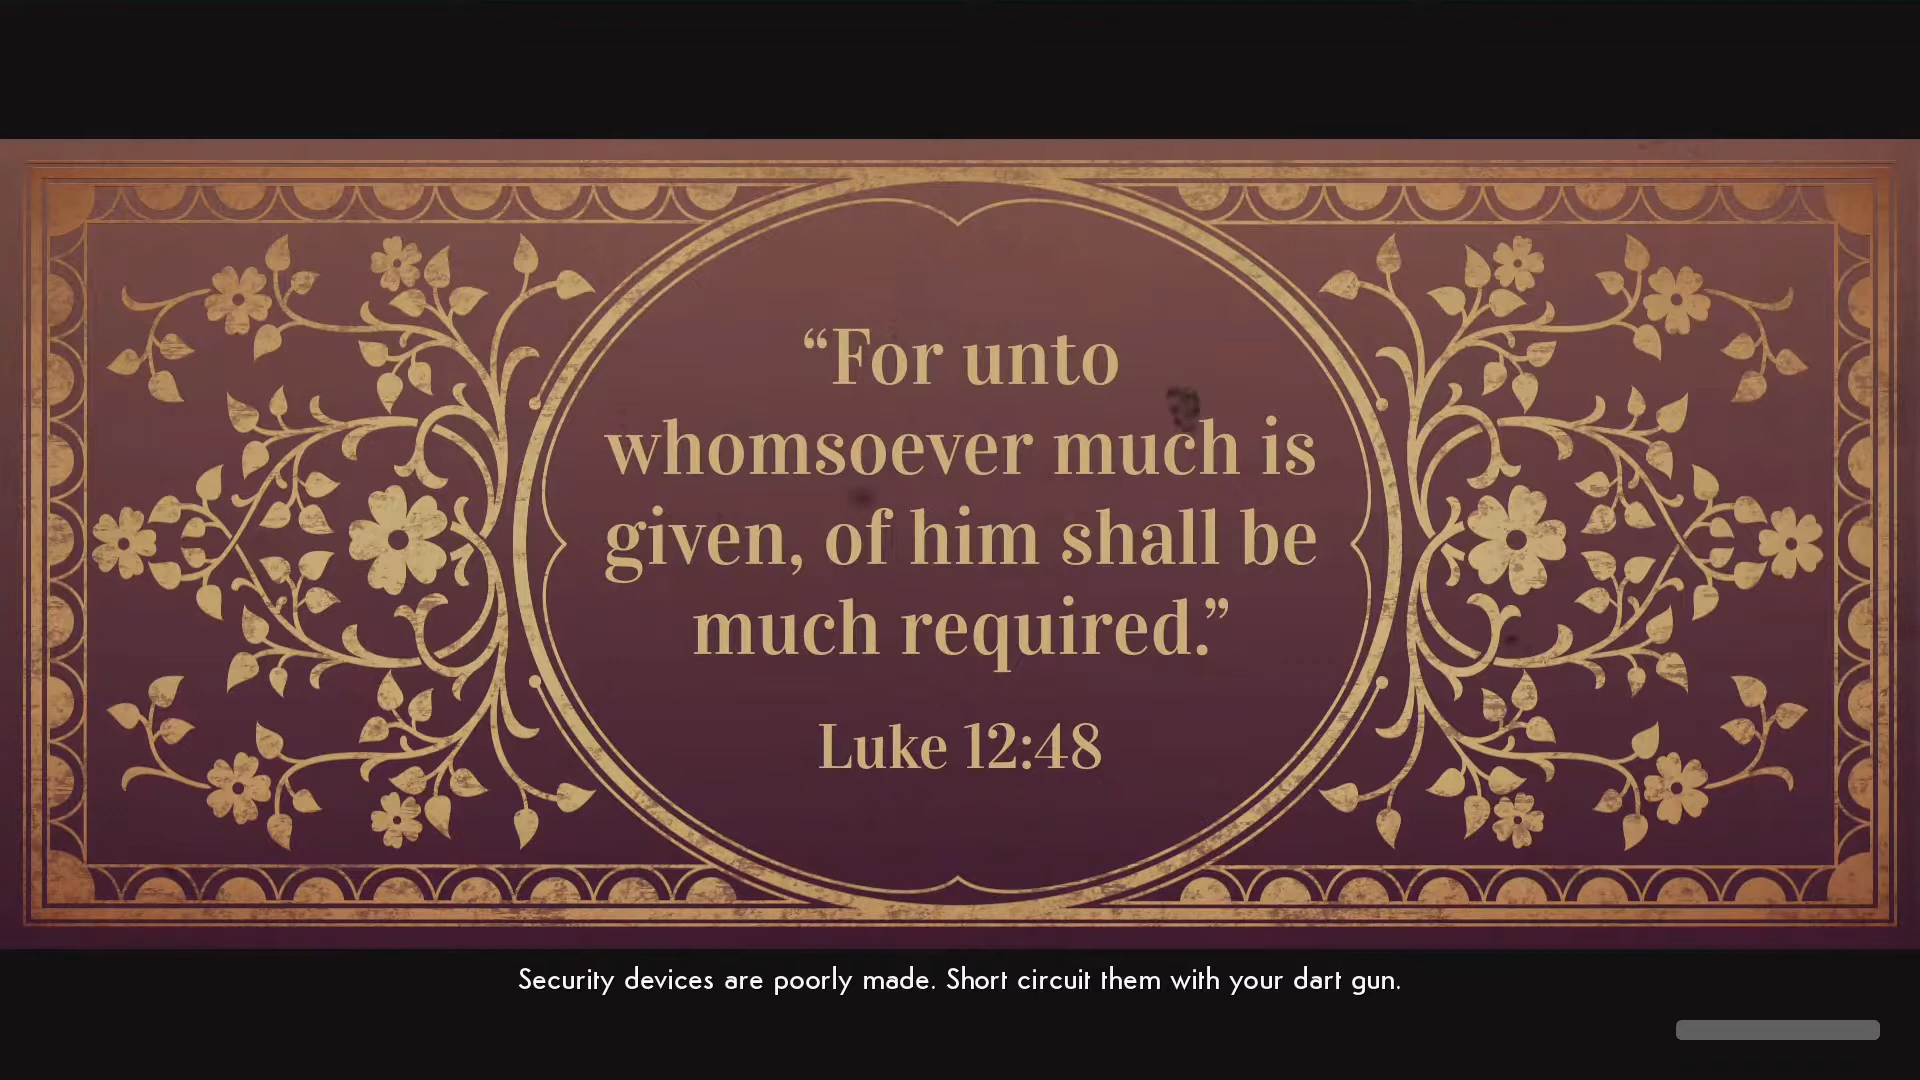 “For unto
whomsoever much is
given, of him shall be
much required.”
Luke 12:48
Security devices are poorly made. Short circuit them with your dart gun.